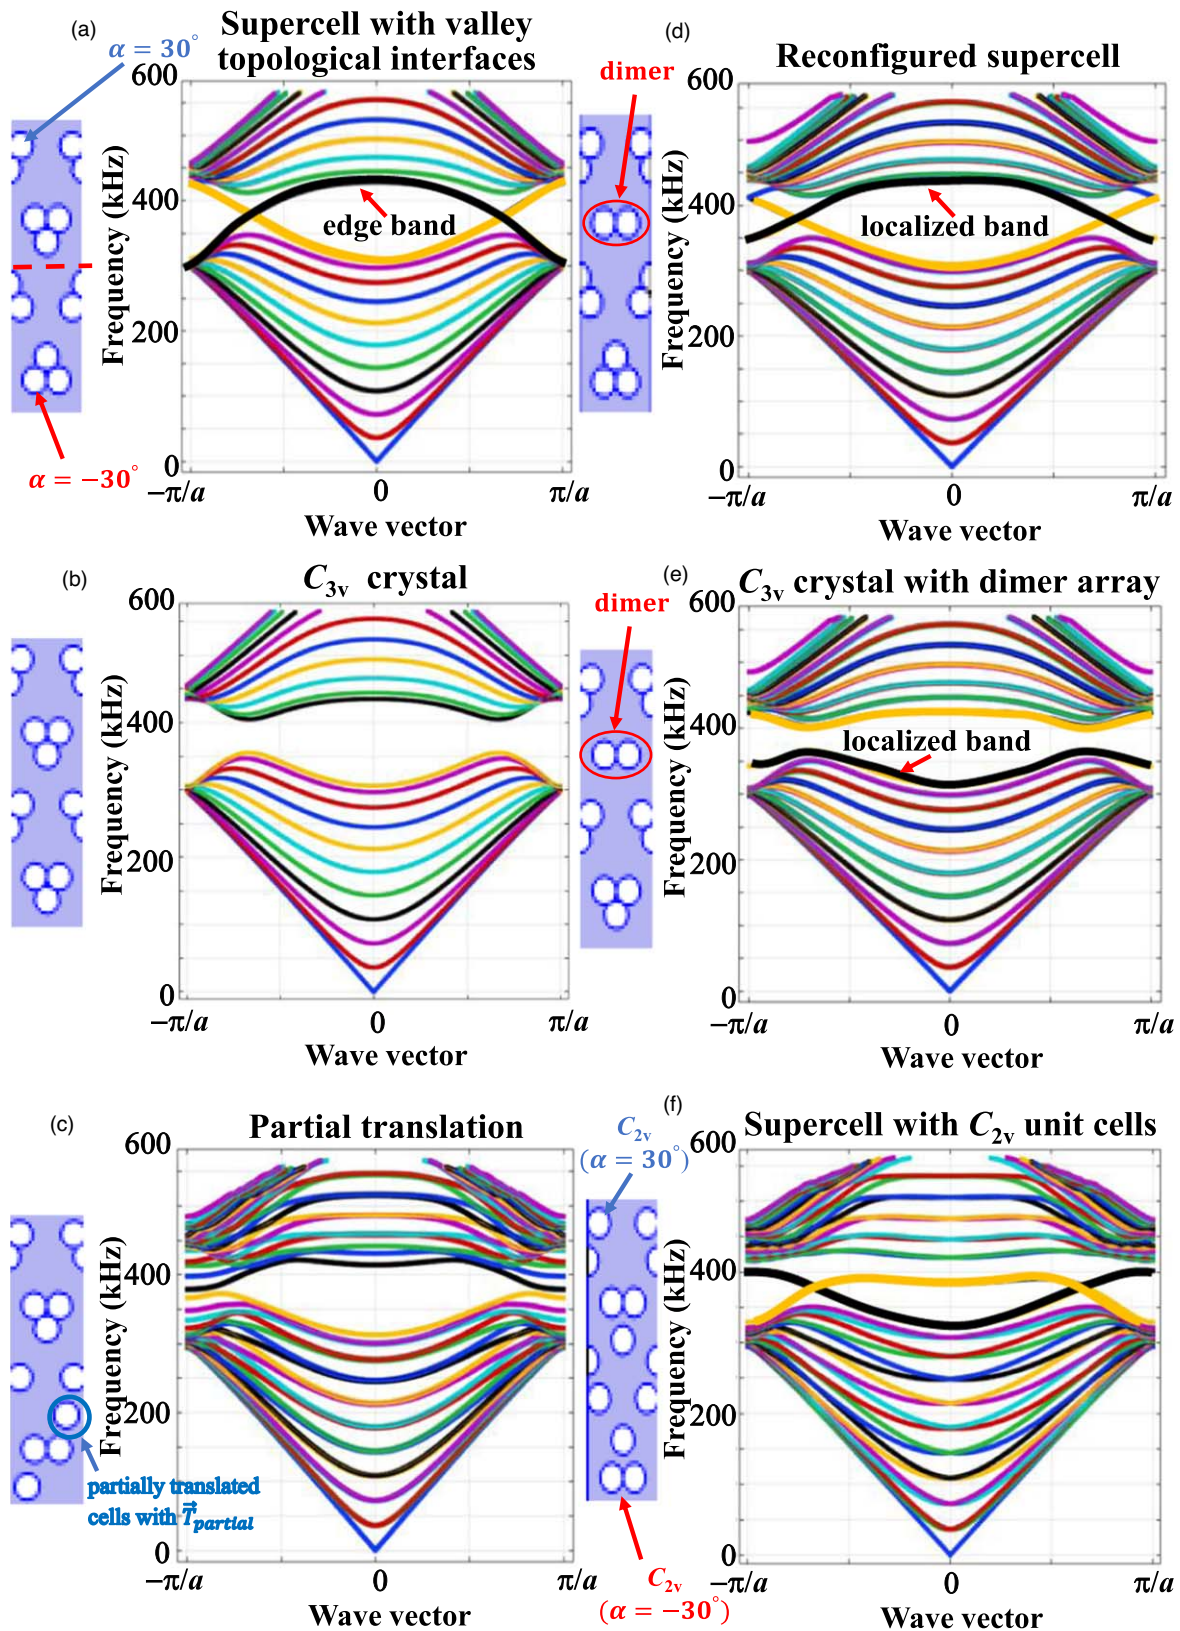 (a)
Supercell with valley
topological interfaces
α = 30°
600
400
200
0
Frequency (kHz)
edge band
α = −30°
−π/a
0
π/a
Wave vector
(d)
Reconfigured supercell
dimer
600
400
200
0
Frequency (kHz)
localized band
−π/a
0
π/a
Wave vector
(b)
C3v crystal
600
400
200
0
Frequency (kHz)
−π/a
0
π/a
Wave vector
(e)
C3v crystal with dimer array
dimer
600
400
200
0
Frequency (kHz)
localized band
−π/a
0
π/a
Wave vector
(c)
Partial translation
600
400
200
0
Frequency (kHz)
partially translated
cells with T⃗partial
−π/a
0
π/a
Wave vector
(f)
Supercell with C2v unit cells
C2v
(α = 30°)
600
400
200
0
Frequency (kHz)
C2v
(α = −30°)
−π/a
0
π/a
Wave vector